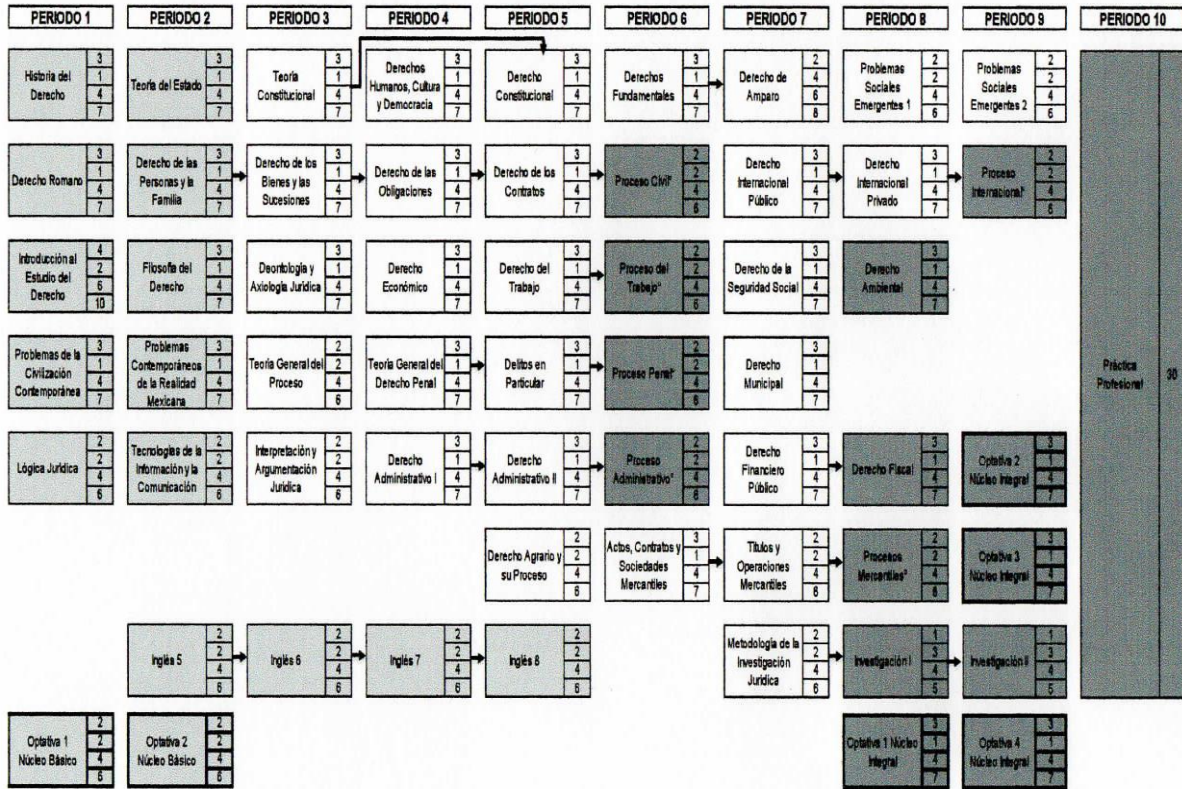 PERIODO 1
PERIODO 2
PERIODO 3
PERIODO 4
PERIODO 5
PERIODO 6
PERIODO 7
PERIODO 8
PERIODO 9
PERIODO 10
Historia del
Derecho
3
1
4
7
Teoría del Estado
3
1
4
7
Teoría
Constitucional
3
1
4
7
Derechos
Humanos, Cultura
y Democracia
3
1
4
7
Derecho
Constitucional
3
1
4
7
Derechos
Fundamentales
3
1
4
7
Derecho de
Amparo
2
4
6
8
Problemas
Sociales
Emergentes 1
2
2
4
6
Problemas
Sociales
Emergentes 2
2
2
4
6
Derecho Romano
3
1
4
7
Derecho de las
Personas y la
Familia
3
1
4
7
Derecho de los
Bienes y las
Sucesiones
3
1
4
7
Derecho de las
Obligaciones
3
1
4
7
Derecho de los
Contratos
3
1
4
7
Proceso Civil*
2
2
4
6
Derecho
Internacional
Público
3
1
4
7
Derecho
Internacional
Privado
3
1
4
7
Proceso
Internacional*
2
2
4
6
Introducción al
Estudio del
Derecho
4
2
6
10
Filosofía del
Derecho
3
1
4
7
Deontología y
Axiología Jurídica
3
1
4
7
Derecho
Económico
3
1
4
7
Derecho del
Trabajo
3
1
4
7
Proceso del
Trabajo*
2
2
4
6
Derecho de la
Seguridad Social
3
1
4
7
Derecho
Ambiental
3
1
4
7
Problemas de la
Civilización
Contemporánea
3
1
4
7
Problemas
Contemporáneos
de la Realidad
Mexicana
3
1
4
7
Teoría General del
Proceso
2
2
4
6
Teoría General del
Derecho Penal
3
1
4
7
Delitos en
Particular
3
1
4
7
Proceso Penal*
2
2
4
6
Derecho
Municipal
3
1
4
7
Práctica
Profesional
30
Lógica Jurídica
2
2
4
6
Tecnologías de la
Información y la
Comunicación
2
2
4
6
Interpretación y
Argumentación
Jurídica
2
2
4
6
Derecho
Administrativo I
3
1
4
7
Derecho
Administrativo II
3
1
4
7
Proceso
Administrativo*
2
2
4
6
Derecho
Financiero
Público
3
1
4
7
Derecho Fiscal
3
1
4
7
Optativa 2
Núcleo Integral
3
1
4
7
Derecho Agrario y
su Proceso
2
2
4
6
Actos, Contratos y
Sociedades
Mercantiles
3
1
4
7
Títulos y
Operaciones
Mercantiles
2
2
4
6
Procesos
Mercantiles*
2
2
4
6
Optativa 3
Núcleo Integral
3
1
4
7
Inglés 5
2
2
4
6
Inglés 6
2
2
4
6
Inglés 7
2
2
4
6
Inglés 8
2
2
4
6
Metodología de la
Investigación
Jurídica
2
2
4
6
Investigación I
1
3
4
5
Investigación II
1
3
4
5
Optativa 1
Núcleo Básico
2
2
4
6
Optativa 2
Núcleo Básico
2
2
4
6
Optativa 1 Núcleo
Integral
3
1
4
7
Optativa 4
Núcleo Integral
3
1
4
7